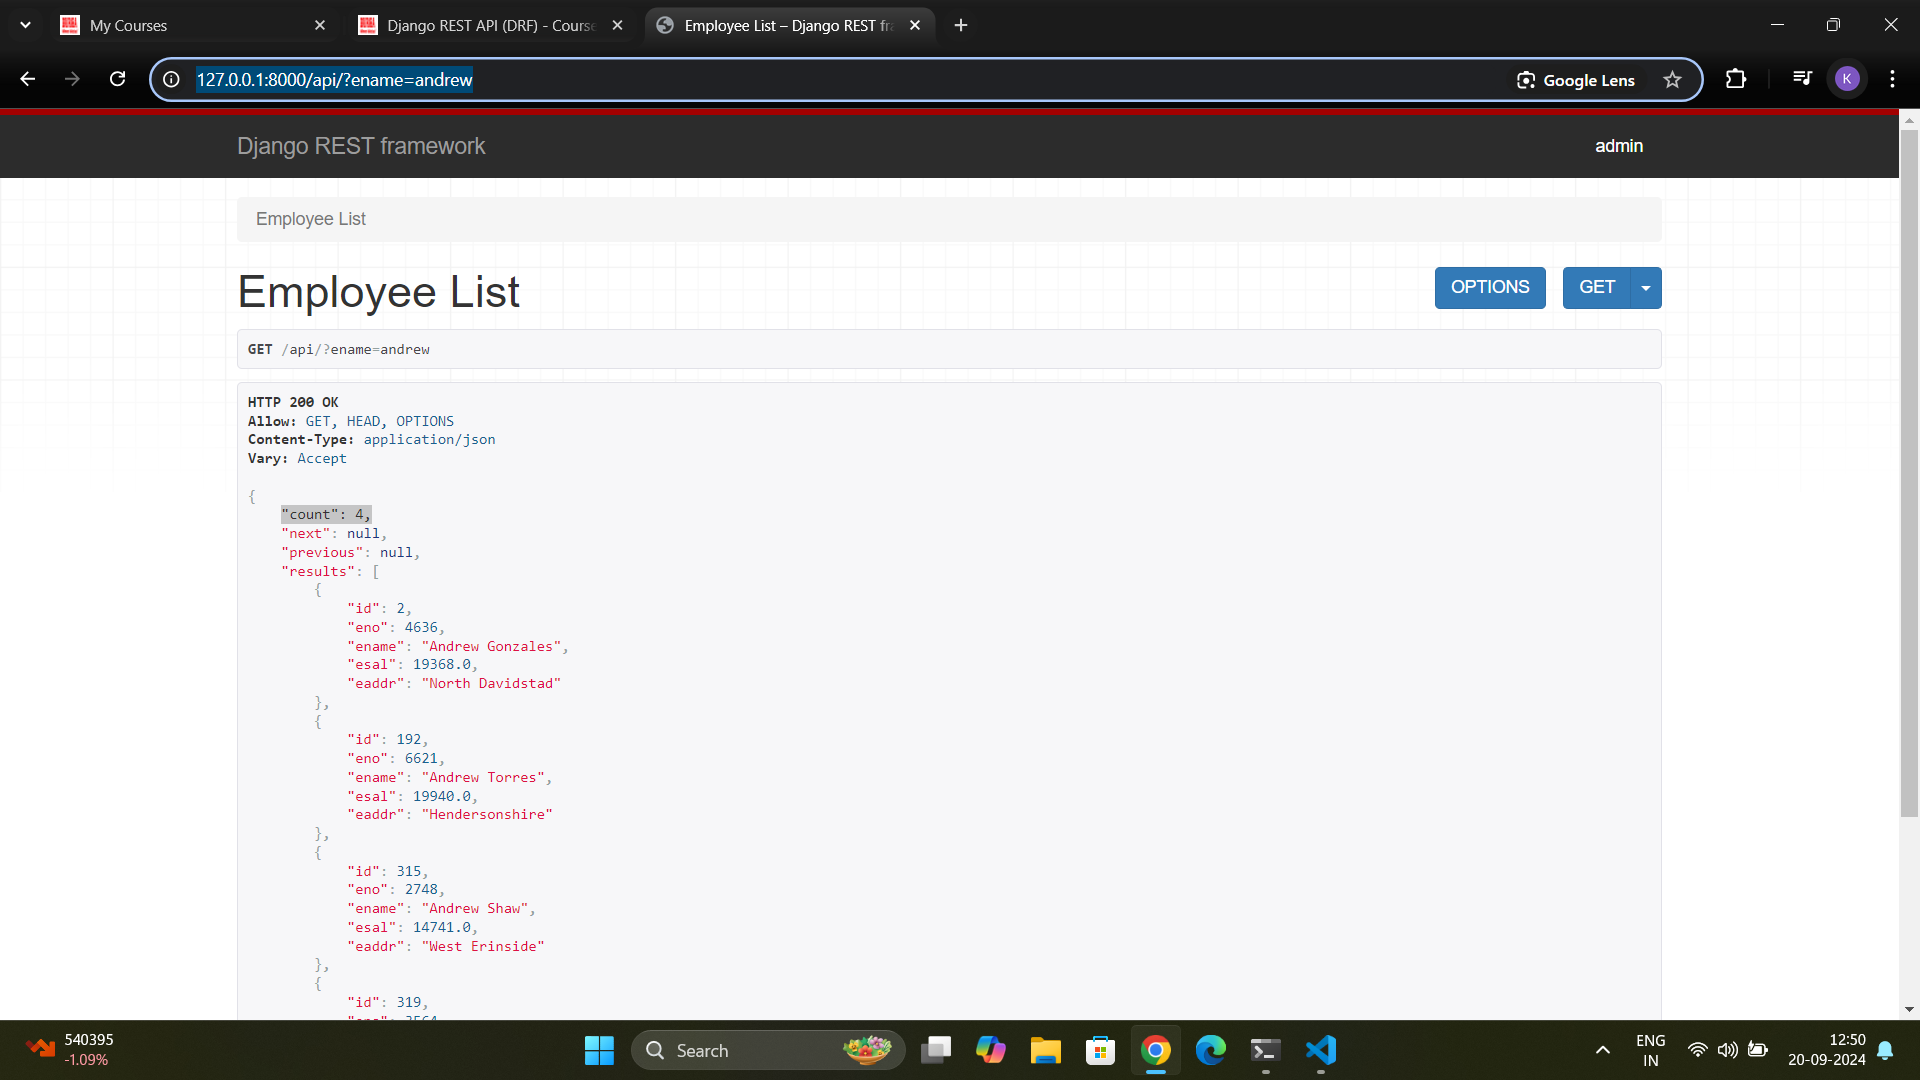 My Courses
Django REST API (DRF) - Course
Employee List – Django REST fra
127.0.0.1:8000/api/?ename=andrew
Google Lens
K
Django REST framework
admin
Employee List
Employee List
OPTIONS
GET
GET /api/?ename=andrew
HTTP 200 OK
Allow: GET, HEAD, OPTIONS
Content-Type: application/json
Vary: Accept
{
"count": 4,
"next": null,
"previous": null,
"results": [
{
"id": 2,
"eno": 4636,
"ename": "Andrew Gonzales",
"esal": 19368.0,
"eaddr": "North Davidstad"
},
{
"id": 192,
"eno": 6621,
"ename": "Andrew Torres",
"esal": 19940.0,
"eaddr": "Hendersonshire"
},
{
"id": 315,
"eno": 2748,
"ename": "Andrew Shaw",
"esal": 14741.0,
"eaddr": "West Erinside"
},
{
"id": 319,
"eno": 3564
540395
-1.09%
Search
ENG
IN
12:50
20-09-2024